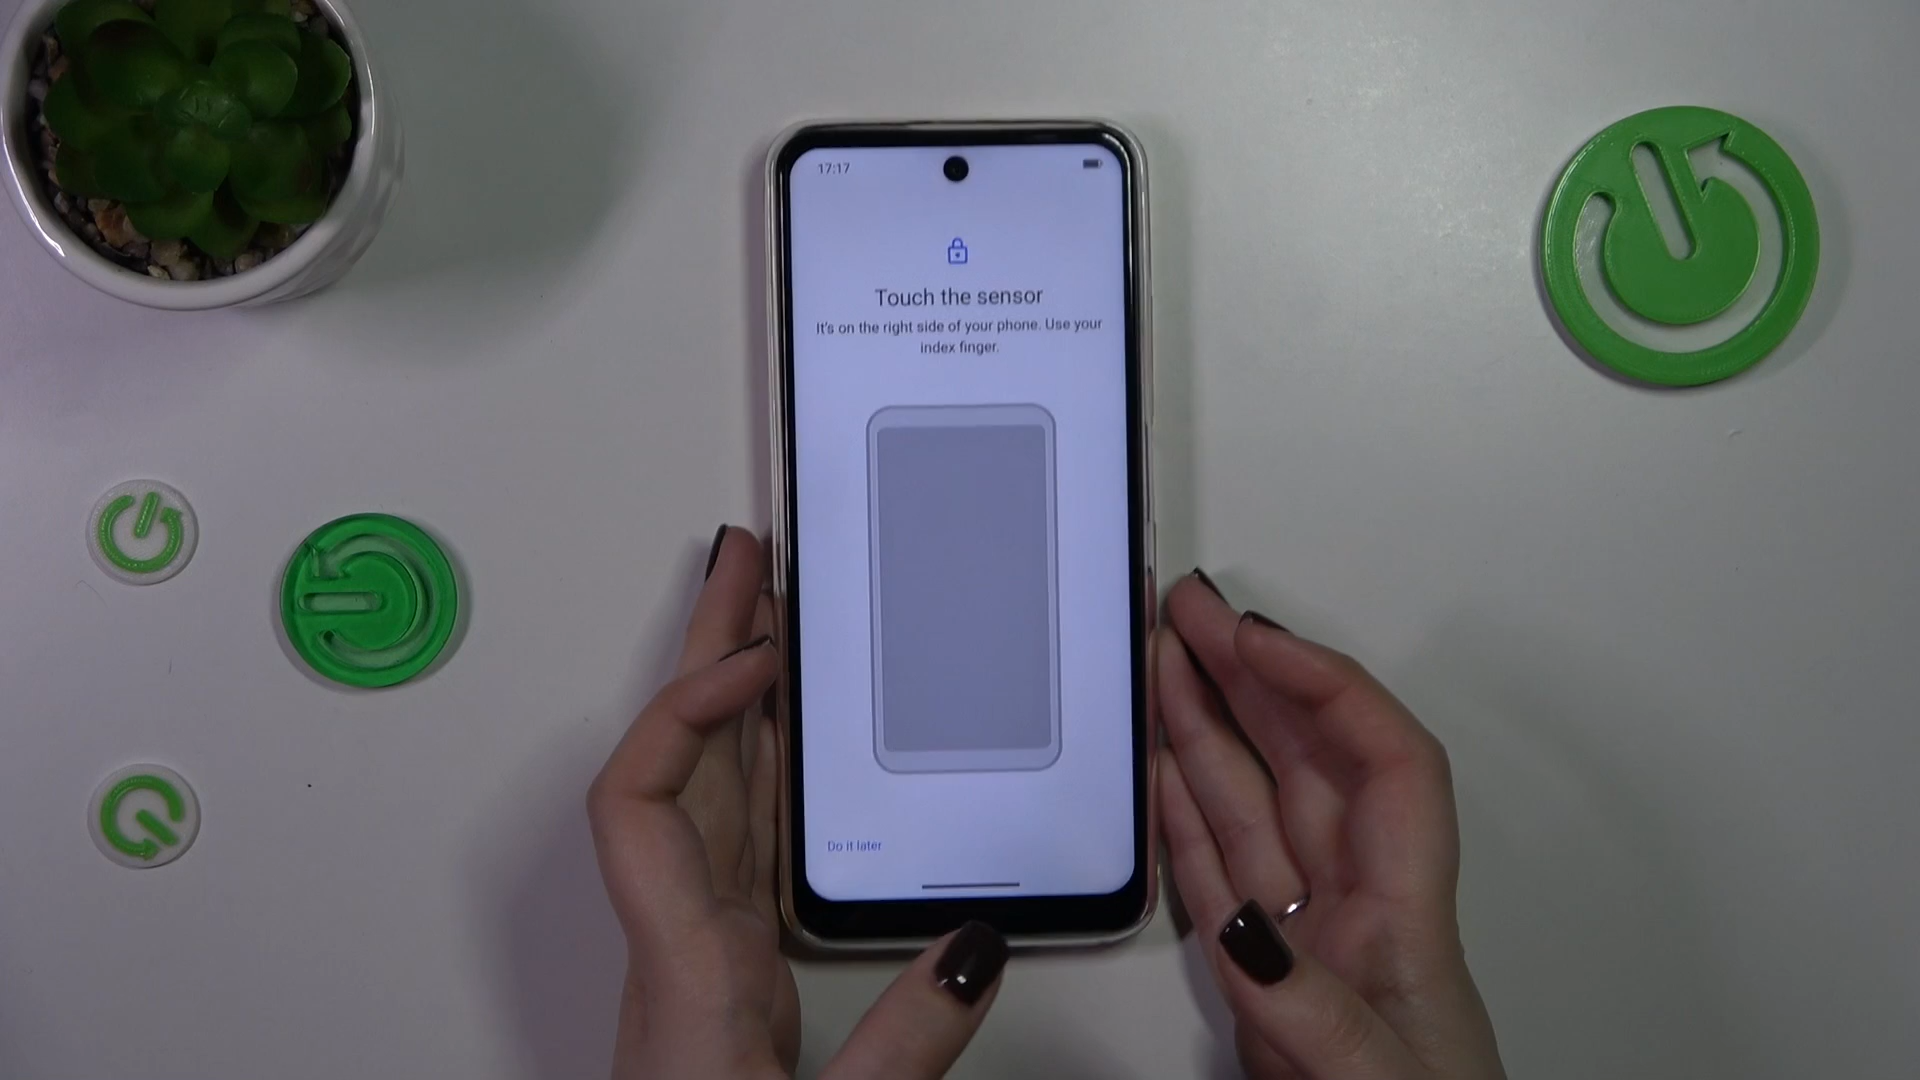 17:17
Touch the sensor
It's on the right side of your phone. Use your
index finger.
Do it later